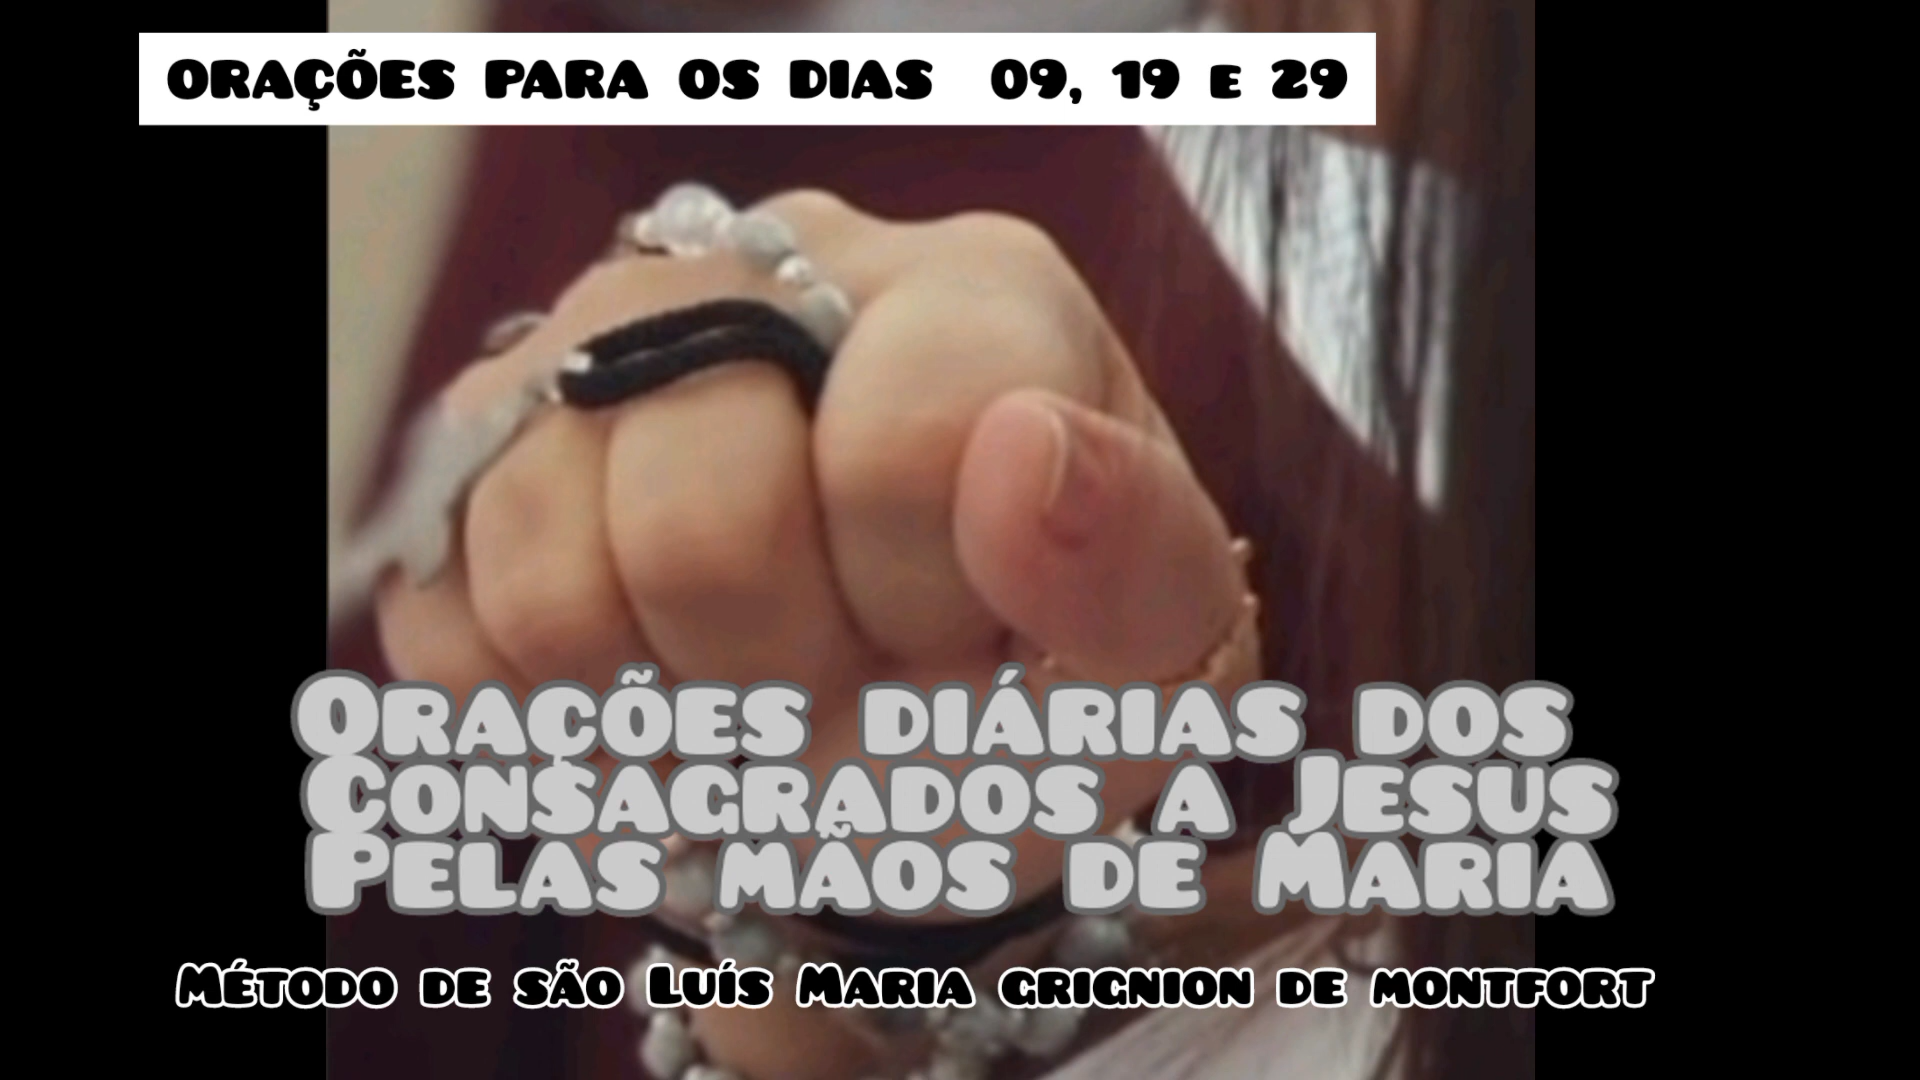 ORAÇÕES PARA OS DIAS 09, 19 E 29
ORAÇÕES DIÁRIAS DOS
CONSAGRADOS A JESUS
PELAS MÃOS DE MARIA
MÉTODO DE SÃO LUÍS MARIA GRIGNION DE MONTFORT